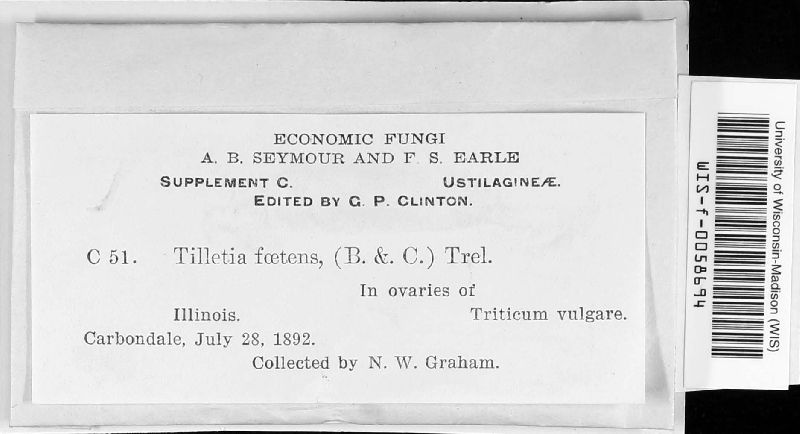 ECONOMIC FUNGI
A. B. SEYMOUR AND F. S. EARLE
SUPPLEMENT C. USTILAGINEÆ.
EDITED BY G. P. CLINTON.
C 51. Tilletia fœtens, (B. &. C.) Trel.
In ovaries of
Illinois. Triticum vulgare.
Carbondale, July 28, 1892.
Collected by N. W. Graham.
University of Wisconsin-Madison (WIS)
WIS-f-0058694